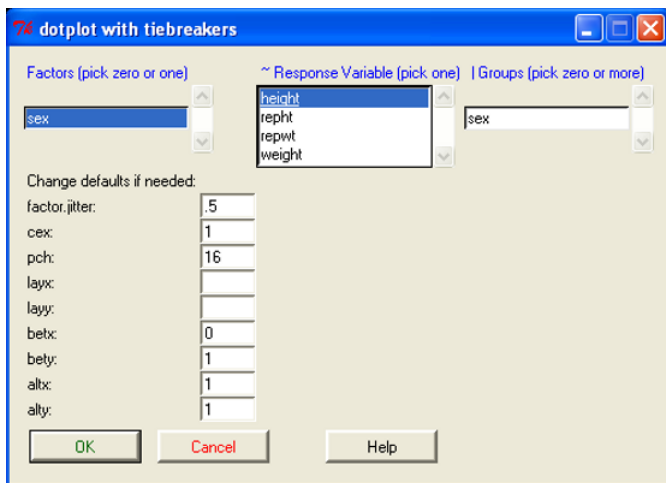 dotplot with tiebreakers
Factors (pick zero or one) ~ Response Variable (pick one) | Groups (pick zero or more)
sex
height
repht
repwt
weight
sex
Change defaults if needed:
factor.jitter: .5
cex: 1
pch: 16
layx:
layy:
betx: 0
bety: 1
altx: 1
alty: 1
OK Cancel Help